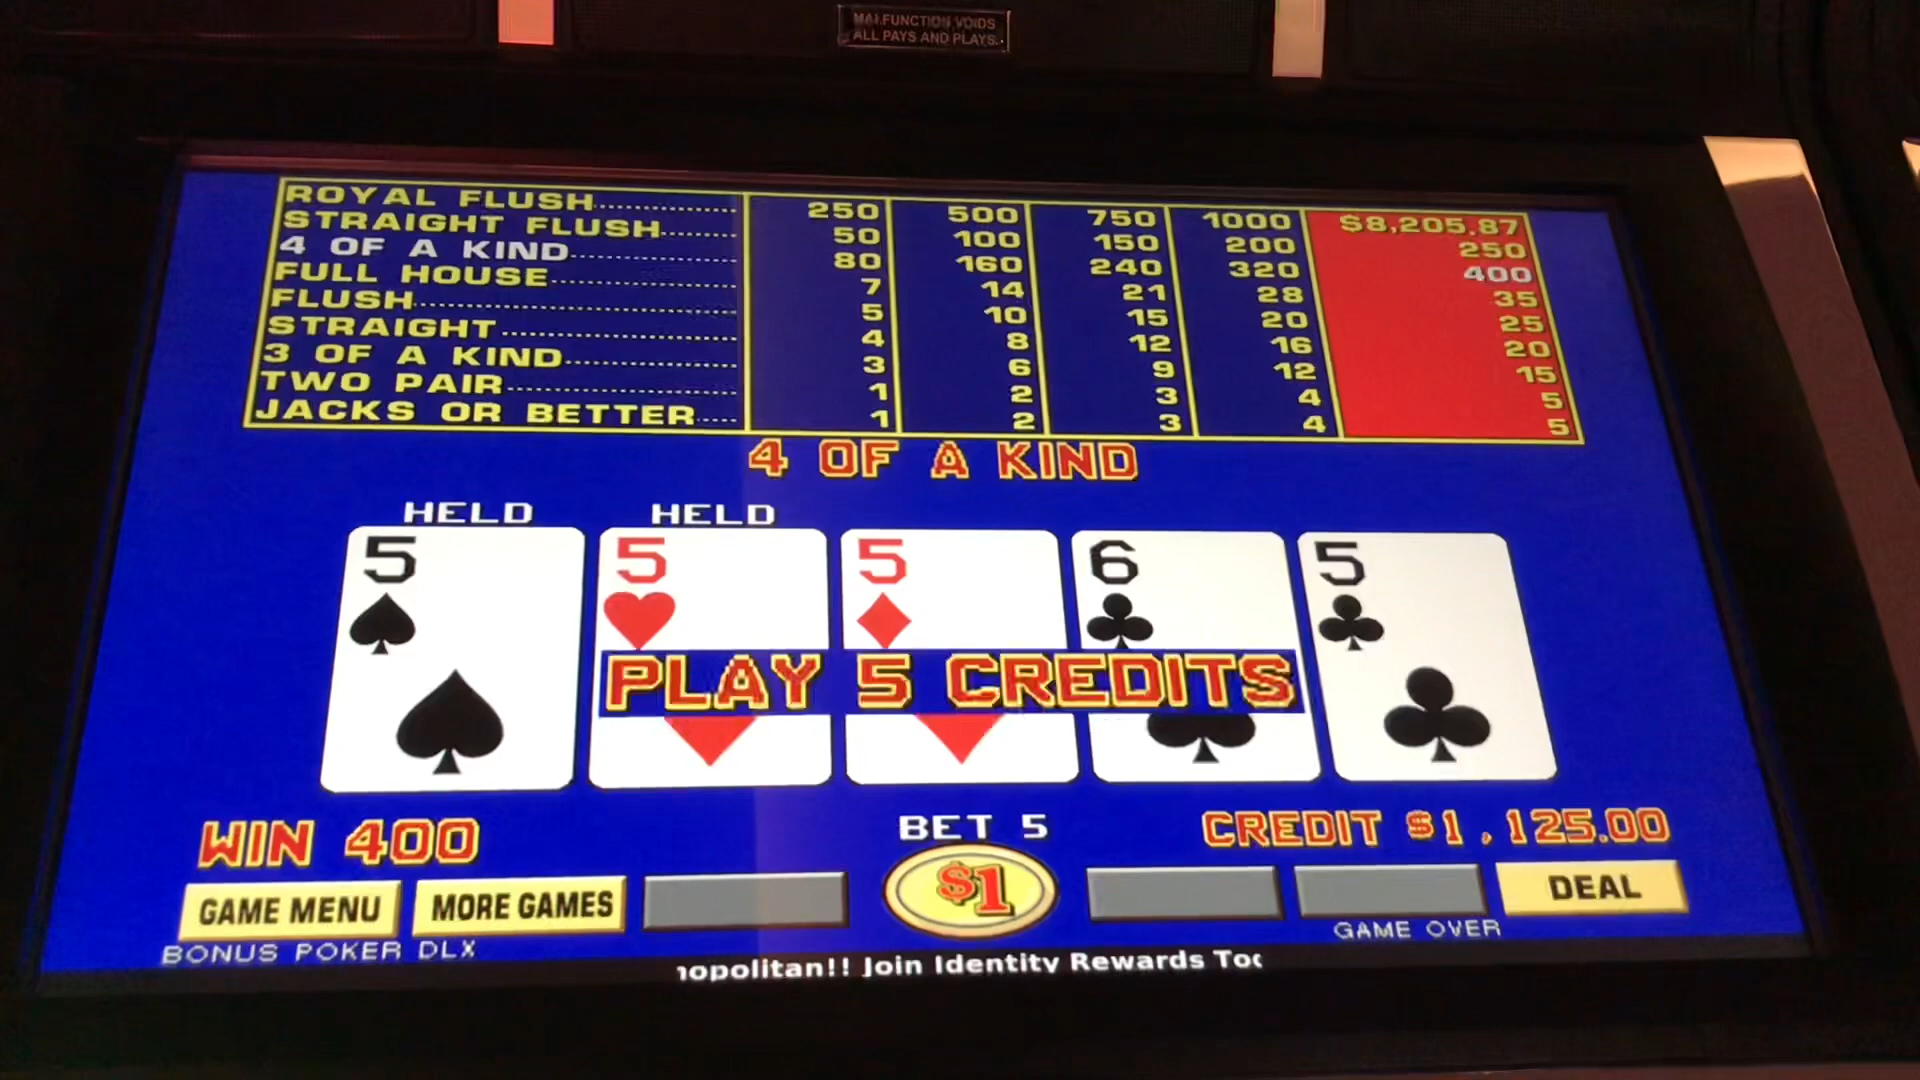 MALFUNCTION VOIDS
ALL PAYS AND PLAYS.
ROYAL FLUSH 250 500 750 1000 $8,205.87
STRAIGHT FLUSH 50 100 150 200 250
4 OF A KIND 80 160 240 320 400
FULL HOUSE 7 14 21 28 35
FLUSH 5 10 15 20 25
STRAIGHT 4 8 12 16 20
3 OF A KIND 3 6 9 12 15
TWO PAIR 1 2 3 4 5
JACKS OR BETTER 1 2 3 4 5
4 OF A KIND
HELD HELD
5 5 5 6 5
PLAY 5 CREDITS
WIN 400 BET 5 CREDIT $1,125.00
GAME MENU MORE GAMES $1 DEAL
BONUS POKER DLX GAME OVER
nopolitan!! Join Identity Rewards Too